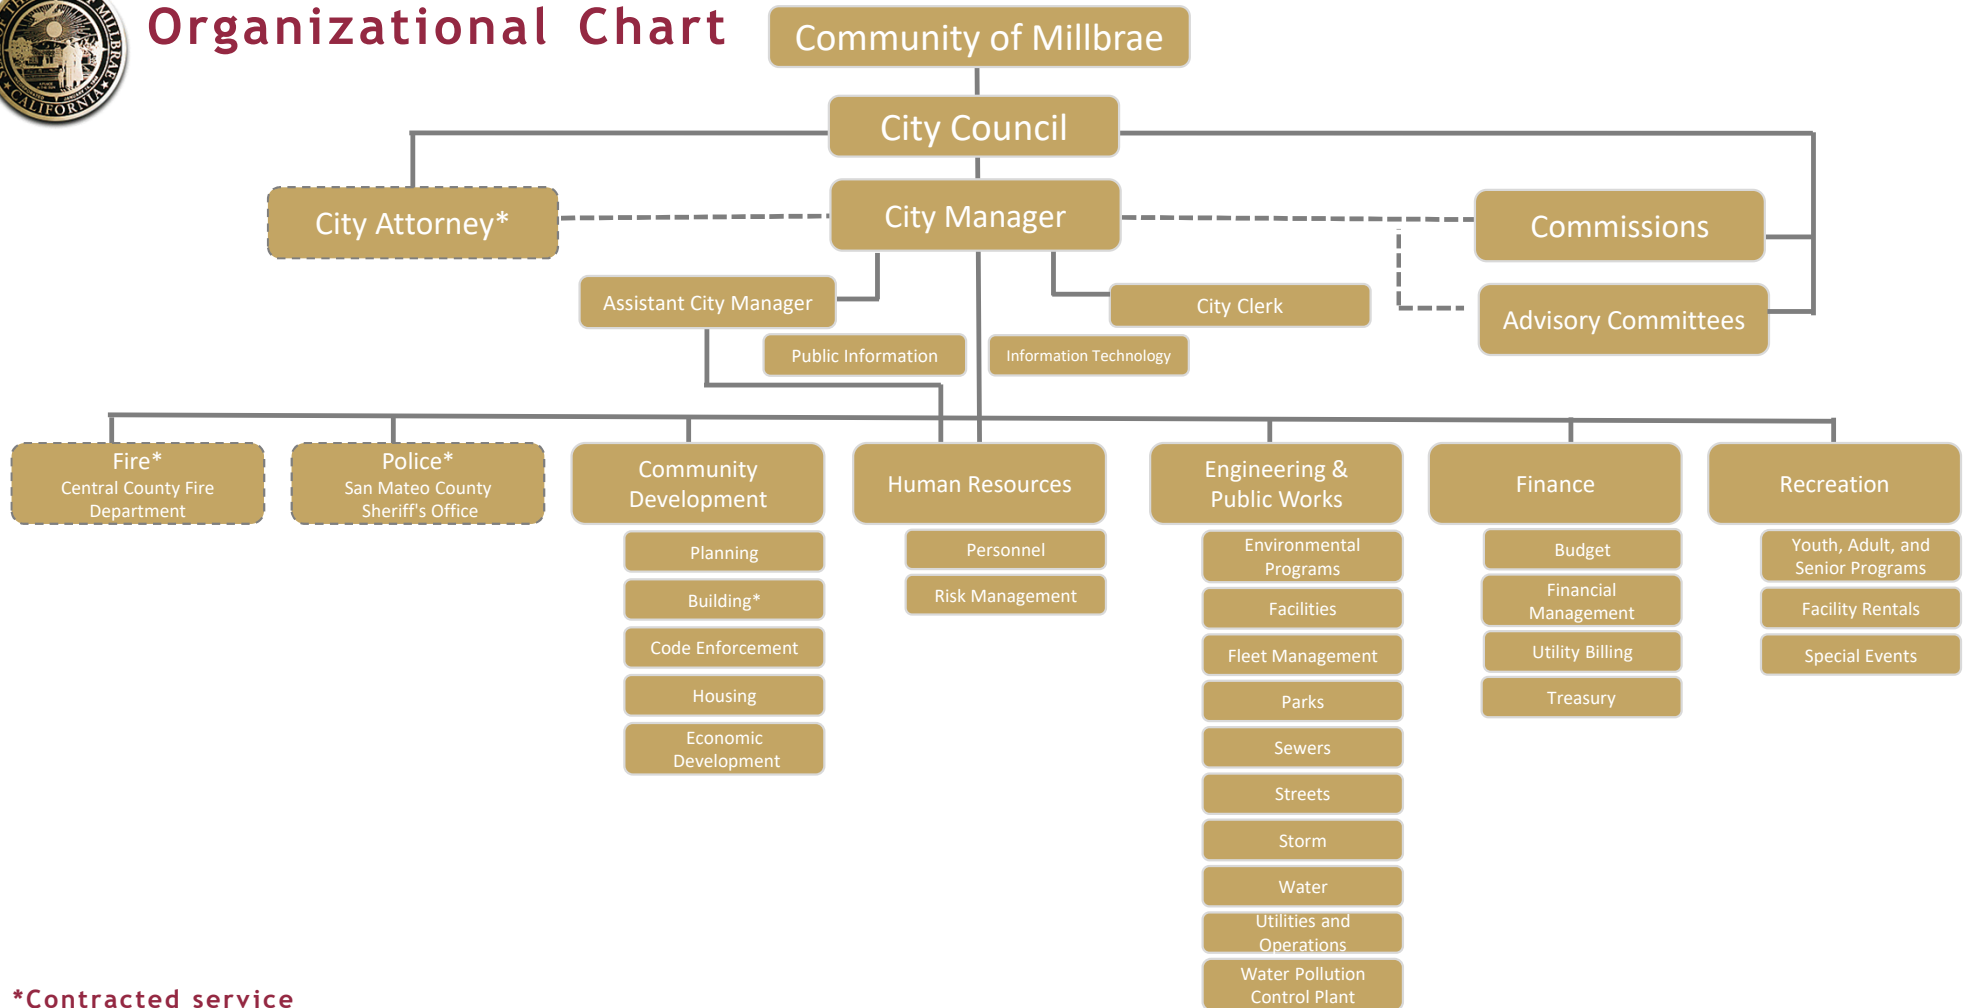 Organizational Chart
MILLBRAE
CALIFORNIA
Community of Millbrae
City Council
City Attorney*
City Manager
Commissions
Assistant City Manager
City Clerk
Advisory Committees
Public Information
Information Technology
Fire*
Central County Fire
Department
Police*
San Mateo County
Sheriff's Office
Community
Development
Human Resources
Engineering &
Public Works
Finance
Recreation
Planning
Building*
Code Enforcement
Housing
Economic
Development
Personnel
Risk Management
Environmental
Programs
Facilities
Fleet Management
Parks
Sewers
Streets
Storm
Water
Utilities and
Operations
Water Pollution
Control Plant
Budget
Financial
Management
Utility Billing
Treasury
Youth, Adult, and
Senior Programs
Facility Rentals
Special Events
*Contracted service